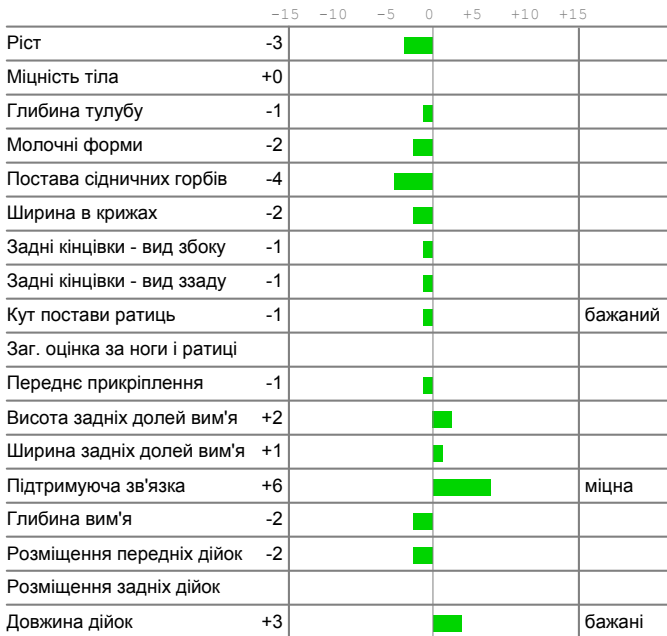 -15 -10 -5 0 +5 +10 +15
Ріст -3
Міцність тіла +0
Глибина тулубу -1
Молочні форми -2
Постава сідничних горбів -4
Ширина в крижах -2
Задні кінцівки - вид збоку -1
Задні кінцівки - вид ззаду -1
Кут постави ратиць -1 бажаний
Заг. оцінка за ноги і ратиці
Переднє прикріплення -1
Висота задніх долей вим'я +2
Ширина задніх долей вим'я +1
Підтримуюча зв'язка +6 міцна
Глибина вим'я -2
Розміщення передніх дійок -2
Розміщення задніх дійок
Довжина дійок +3 бажані